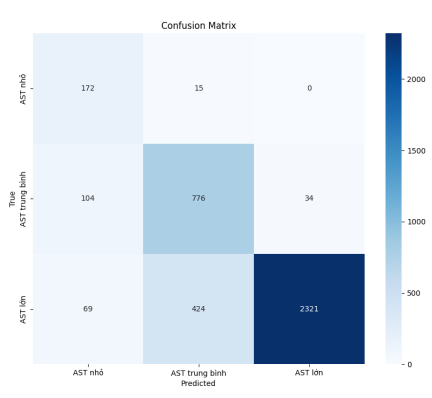 Confusion Matrix
AST nhỏ
172
15
0
2000
1500
True
AST trung bình
104
776
34
1000
500
AST lớn
69
424
2321
0
AST nhỏ
AST trung bình
AST lớn
Predicted